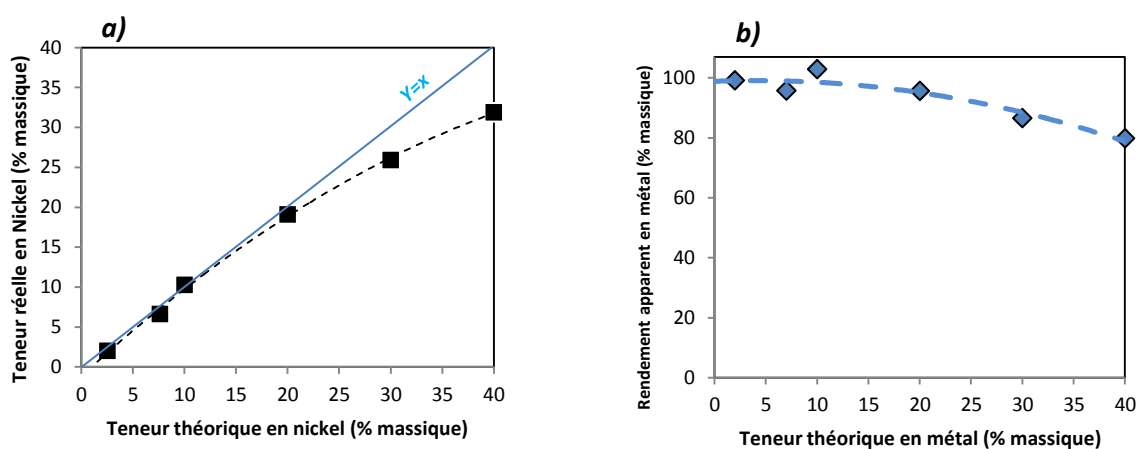 a)
Teneur réelle en Nickel (% massique)
40
35
30
25
20
15
10
5
0
Y=x
0 5 10 15 20 25 30 35 40
Teneur théorique en nickel (% massique)
b)
Rendement apparent en métal (% massique)
100
80
60
40
20
0
0 5 10 15 20 25 30 35 40
Teneur théorique en métal (% massique)